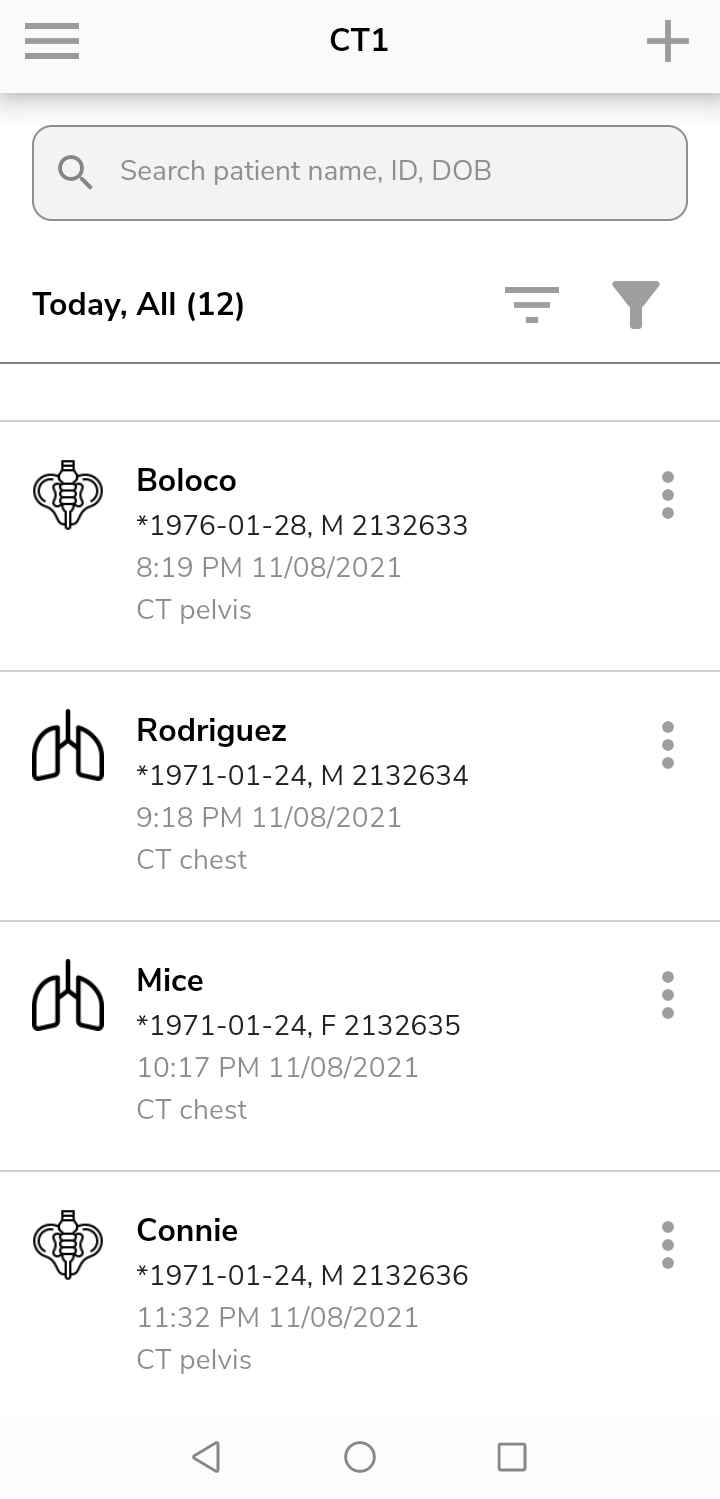 CT1
Search patient name, ID, DOB
Today, All (12)
Boloco
*1976-01-28, M 2132633
8:19 PM 11/08/2021
CT pelvis
Rodriguez
*1971-01-24, M 2132634
9:18 PM 11/08/2021
CT chest
Mice
*1971-01-24, F 2132635
10:17 PM 11/08/2021
CT chest
Connie
*1971-01-24, M 2132636
11:32 PM 11/08/2021
CT pelvis